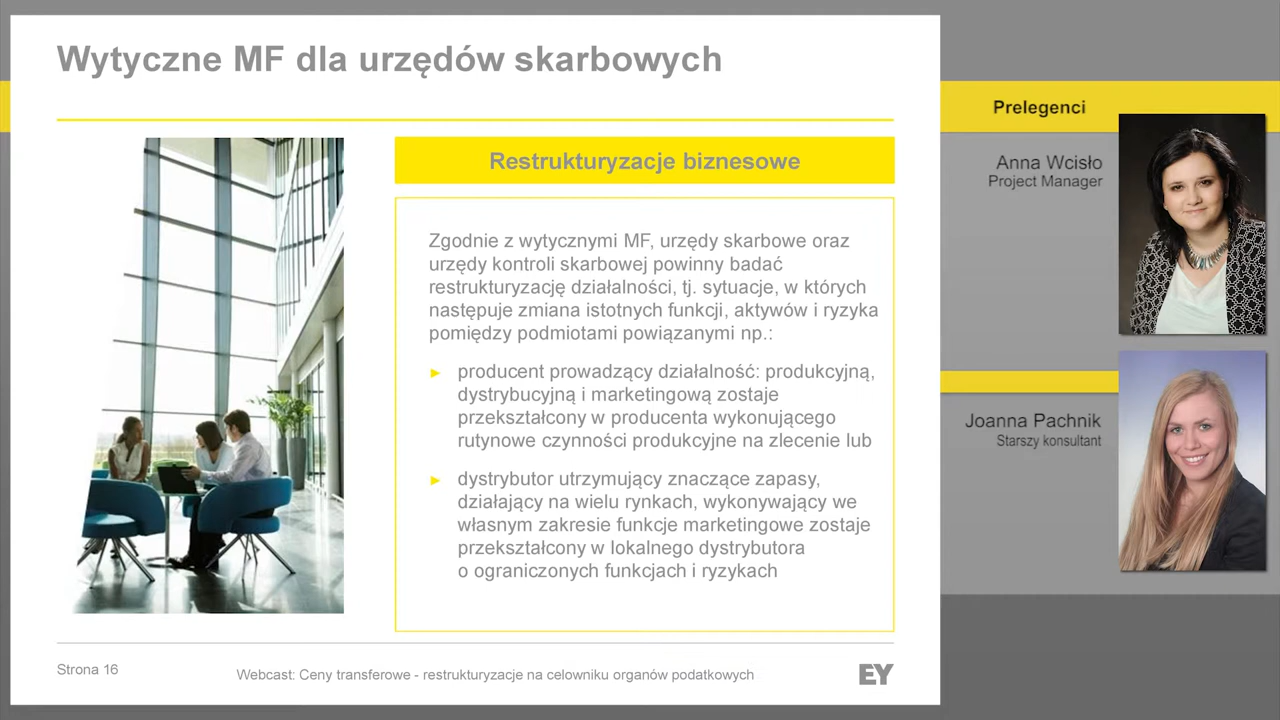 Wytyczne MF dla urzędów skarbowych
Restrukturyzacje biznesowe
Zgodnie z wytycznymi MF, urzędy skarbowe oraz
urzędy kontroli skarbowej powinny badać
restrukturyzację działalności, tj. sytuacje, w których
następuje zmiana istotnych funkcji, aktywów i ryzyka
pomiędzy podmiotami powiązanymi np.:
► producent prowadzący działalność: produkcyjną,
dystrybucyjną i marketingową zostaje
przekształcony w producenta wykonującego
rutynowe czynności produkcyjne na zlecenie lub
► dystrybutor utrzymujący znaczące zapasy,
działający na wielu rynkach, wykonywający we
własnym zakresie funkcje marketingowe zostaje
przekształcony w lokalnego dystrybutora
o ograniczonych funkcjach i ryzykach
Strona 16
Webcast: Ceny transferowe - restrukturyzacje na celowniku organów podatkowych
EY
Prelegenci
Anna Wcisło
Project Manager
Joanna Pachnik
Starszy konsultant